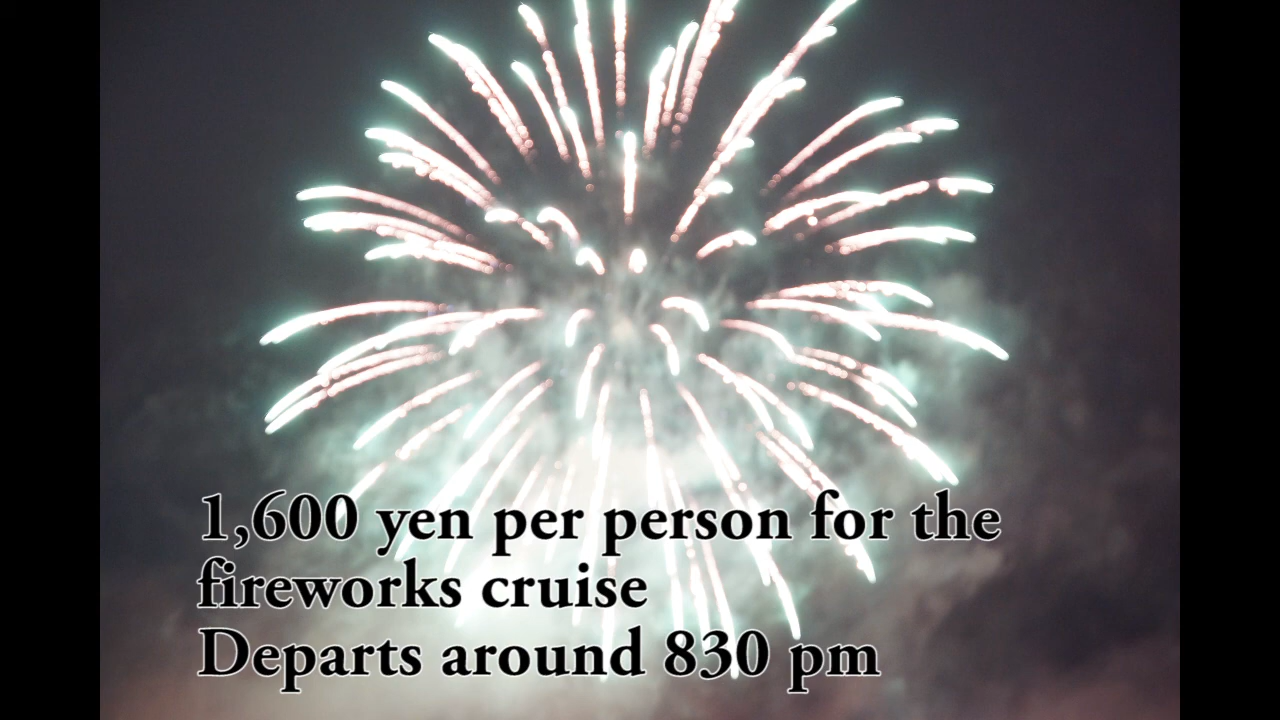 1,600 yen per person for the
fireworks cruise
Departs around 830 pm